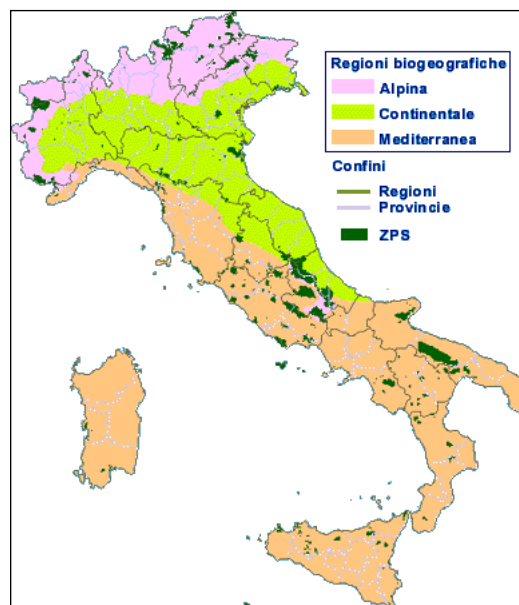 Regioni biogeografiche
Alpina
Continentale
Mediterranea
Confini
Regioni
Provincie
ZPS